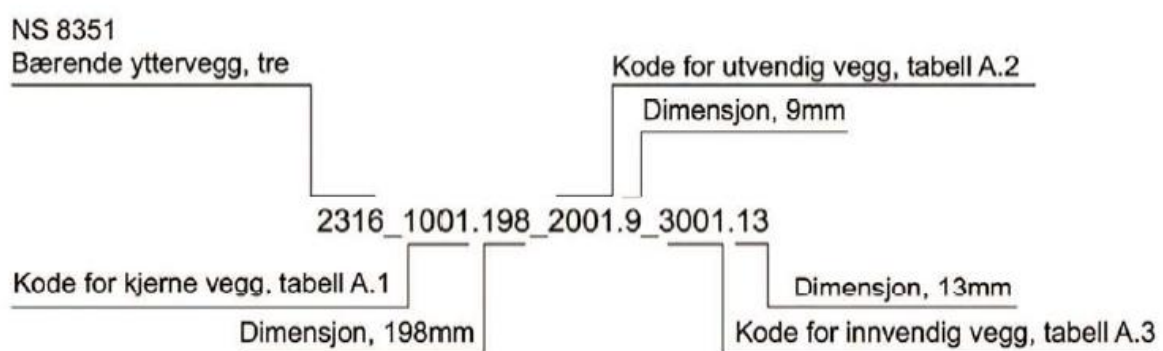 NS 8351
Bærende yttervegg, tre
Kode for utvendig vegg, tabell A.2
Dimensjon, 9mm
2316_1001.198_2001.9_3001.13
Kode for kjerne vegg. tabell A.1
Dimensjon, 13mm
Dimensjon, 198mm
Kode for innvendig vegg, tabell A.3